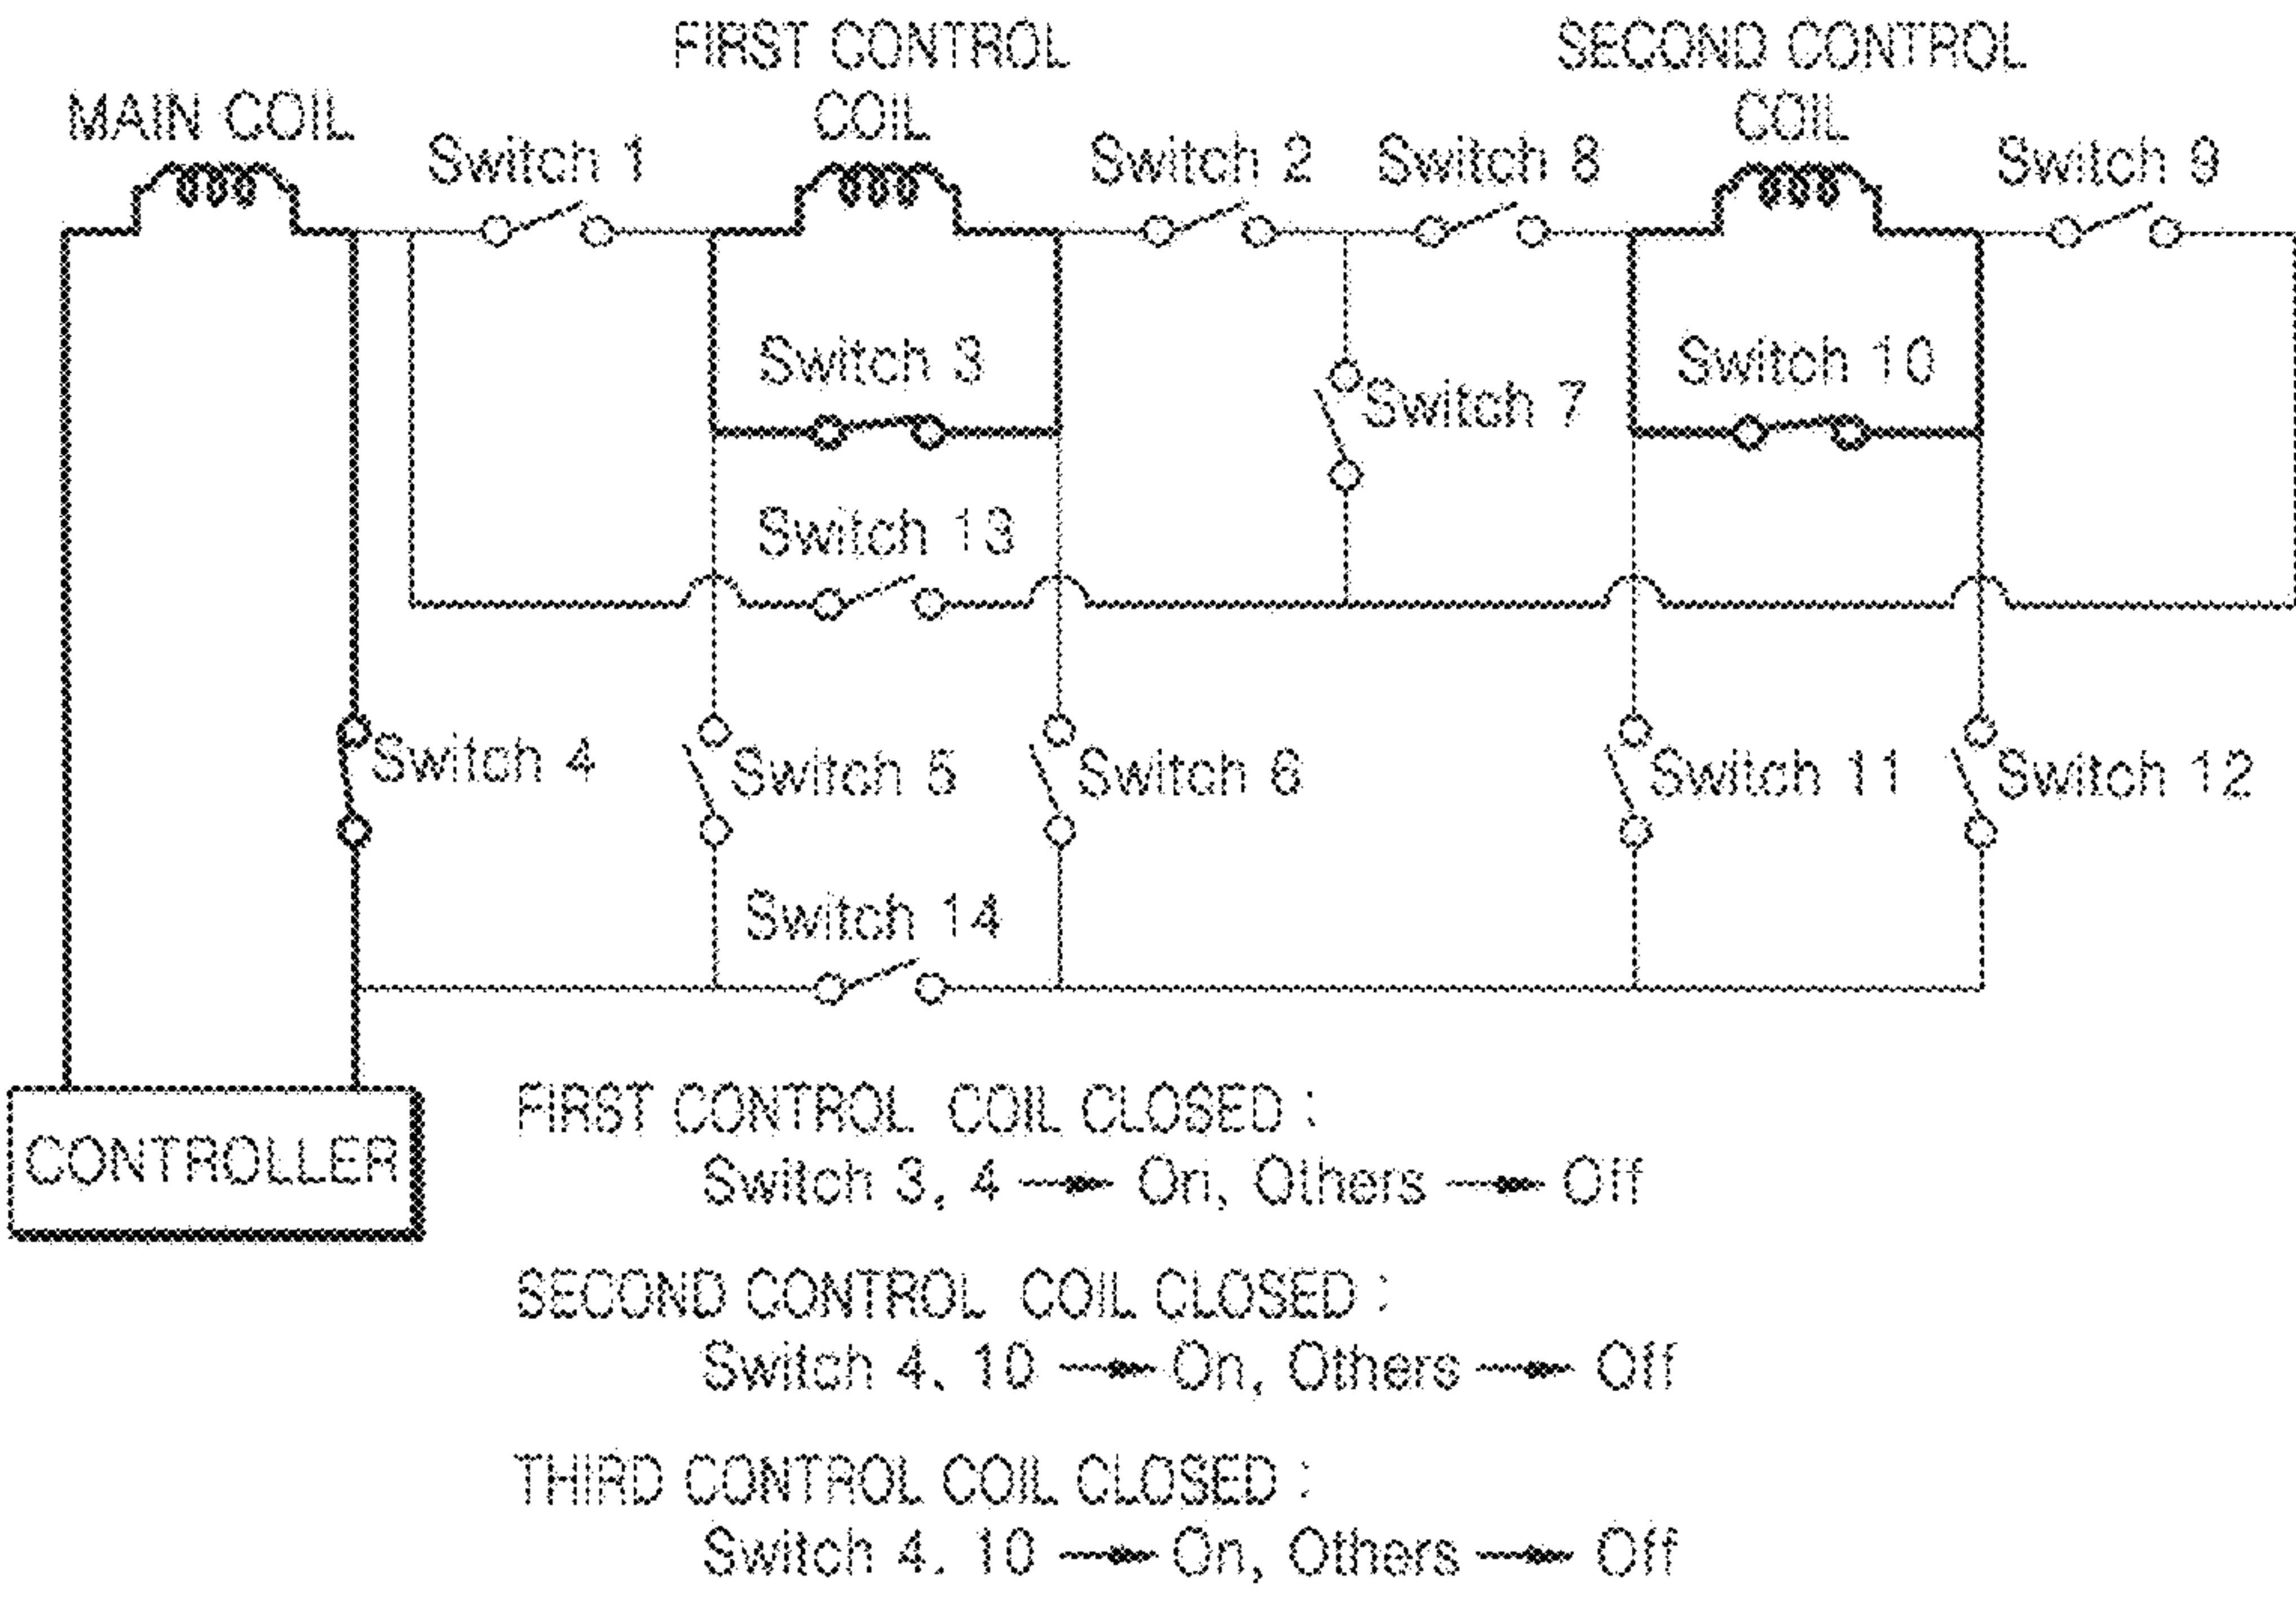 FIRST CONTROL
COIL
SECOND CONTROL
COIL
MAIN COIL
Switch 1
Switch 2
Switch 8
Switch 9
Switch 3
Switch 10
Switch 7
Switch 13
Switch 4
Switch 5
Switch 6
Switch 11
Switch 12
Switch 14
CONTROLLER
FIRST CONTROL COIL CLOSED :
Switch 3, 4 → On, Others → Off
SECOND CONTROL COIL CLOSED :
Switch 4. 10 → On, Others → Off
THIRD CONTROL COIL CLOSED :
Switch 4. 10 → On, Others → Off